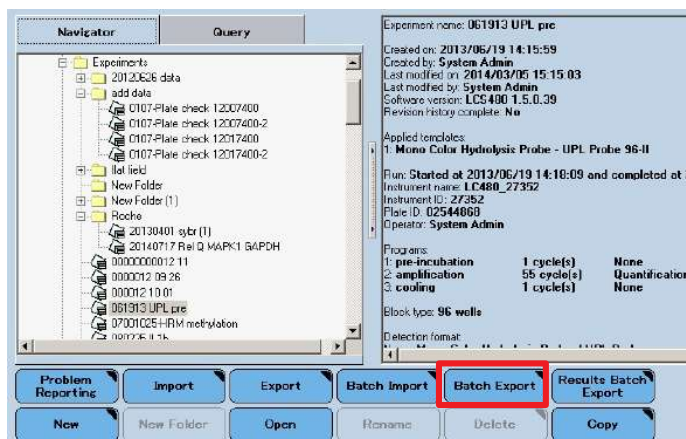 Navigator
Query
Experiments
20120626 data
add data
0107-Plate check 12007400
0107-Plate check 12007400-2
0107-Plate check 12017400
0107-Plate check 12017400-2
flat field
New Folder
New Folder (1)
Roche
20130401 sybr (1)
20140717 Rel Q MAPK1 GAPDH
0000000012 11
0000012 09 26
000012 10 01
061913 UPL pre
07001025-HRM methylation
Experiment name: 061913 UPL pre
Created on: 2013/06/19 14:15:59
Created by: System Admin
Last modified on: 2014/03/05 15:15:03
Last modified by: System Admin
Software version: LCS480 1.5.0.39
Revision history complete: No
Applied templates:
1: Mono Color Hydrolysis Probe - UPL Probe 96-II
Run: Started at 2013/06/19 14:18:09 and completed at
Instrument name: LC480_27352
Instrument ID: 27352
Plate ID: 02544868
Operator: System Admin
Programs:
1: pre-incubation 1 cycle(s) None
2: amplification 55 cycle(s) Quantification
3: cooling 1 cycle(s) None
Block type: 96 wells
Detection format:
Problem Reporting
Import
Export
Batch Import
Batch Export
Results Batch Export
New
New Folder
Open
Rename
Delete
Copy